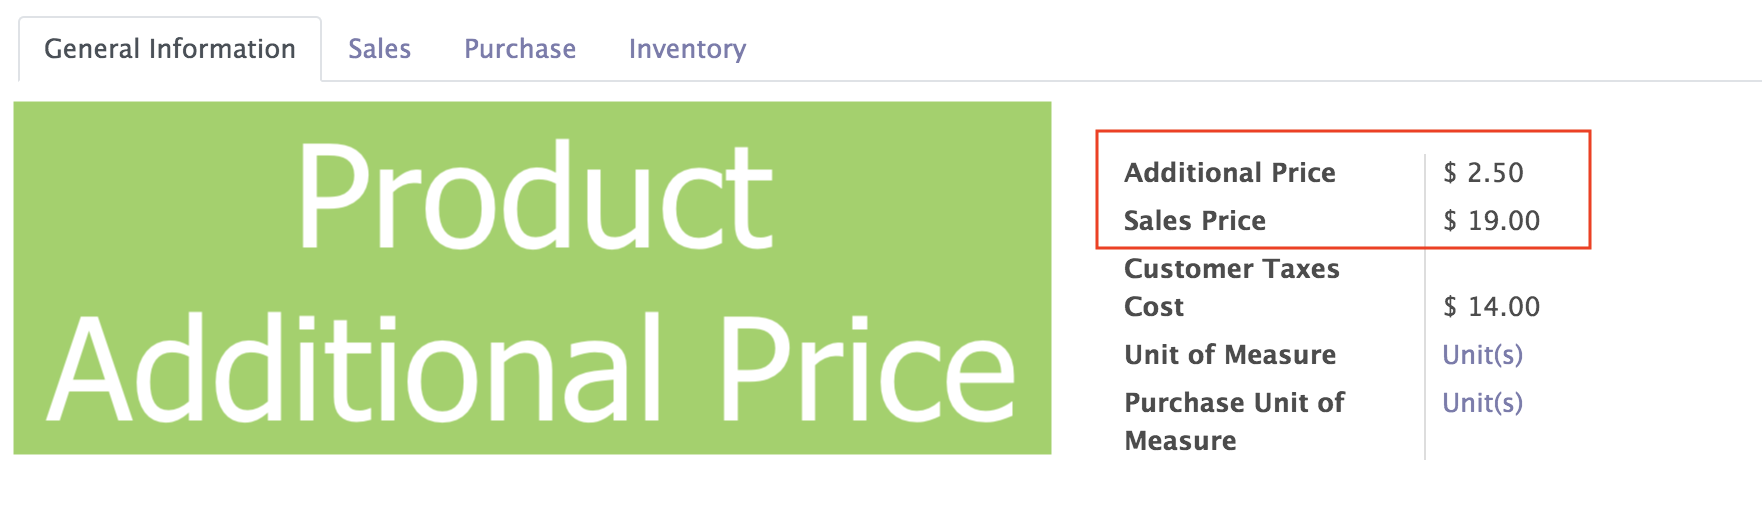 General Information Sales Purchase Inventory
Product
Additional Price
Additional Price $ 2.50
Sales Price $ 19.00
Customer Taxes
Cost $ 14.00
Unit of Measure Unit(s)
Purchase Unit of Unit(s)
Measure